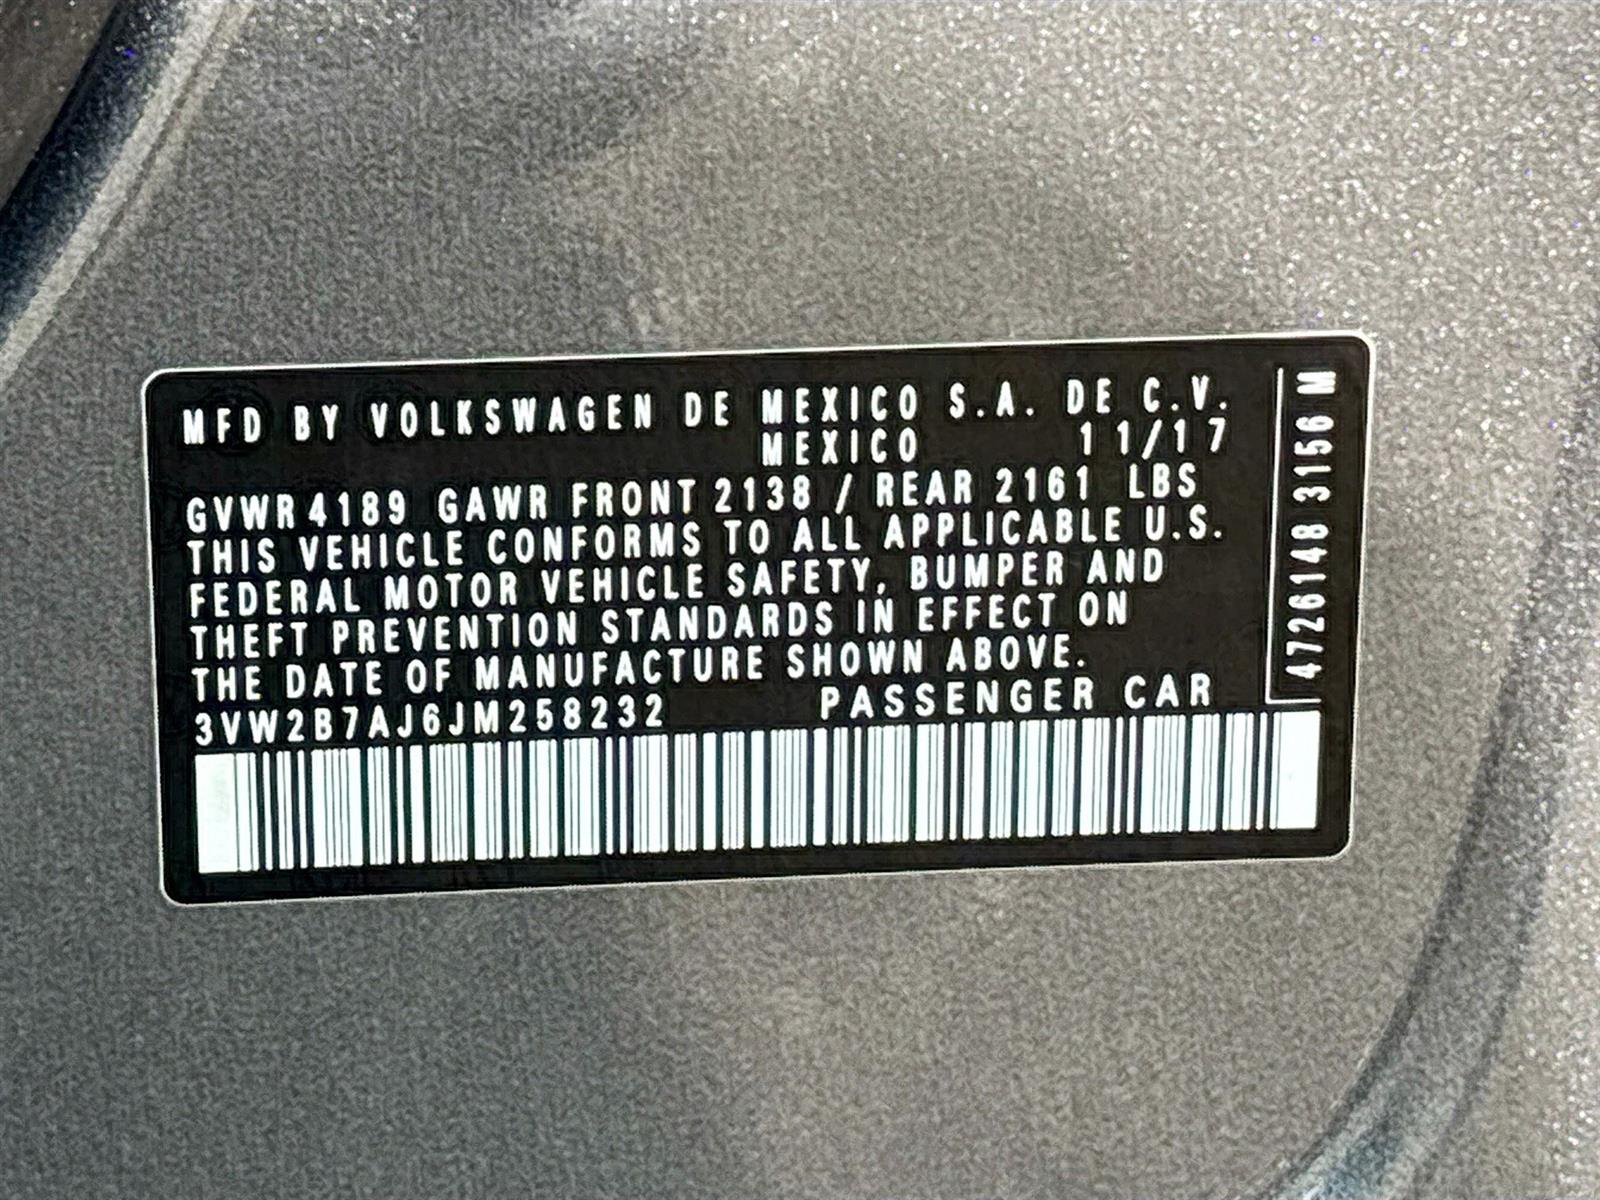 MFD BY VOLKSWAGEN DE MEXICO S.A. DE C.V.
MEXICO 11/17
GVWR 4189 GAWR FRONT 2138 / REAR 2161 LBS
THIS VEHICLE CONFORMS TO ALL APPLICABLE U.S.
FEDERAL MOTOR VEHICLE SAFETY, BUMPER AND
THEFT PREVENTION STANDARDS IN EFFECT ON
THE DATE OF MANUFACTURE SHOWN ABOVE.
3VW2B7AJ6JM258232 PASSENGER CAR
4726148 3156 M